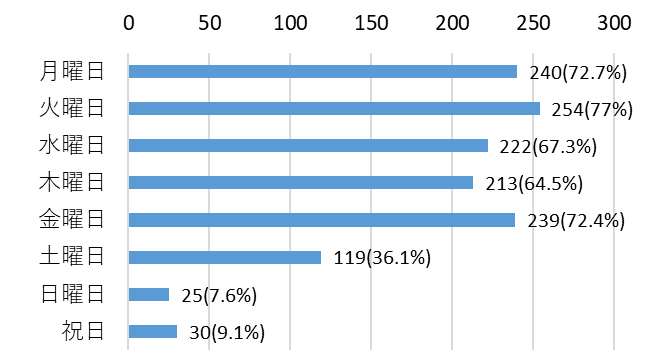 0 50 100 150 200 250 300
月曜日 240(72.7%)
火曜日 254(77%)
水曜日 222(67.3%)
木曜日 213(64.5%)
金曜日 239(72.4%)
土曜日 119(36.1%)
日曜日 25(7.6%)
祝日 30(9.1%)